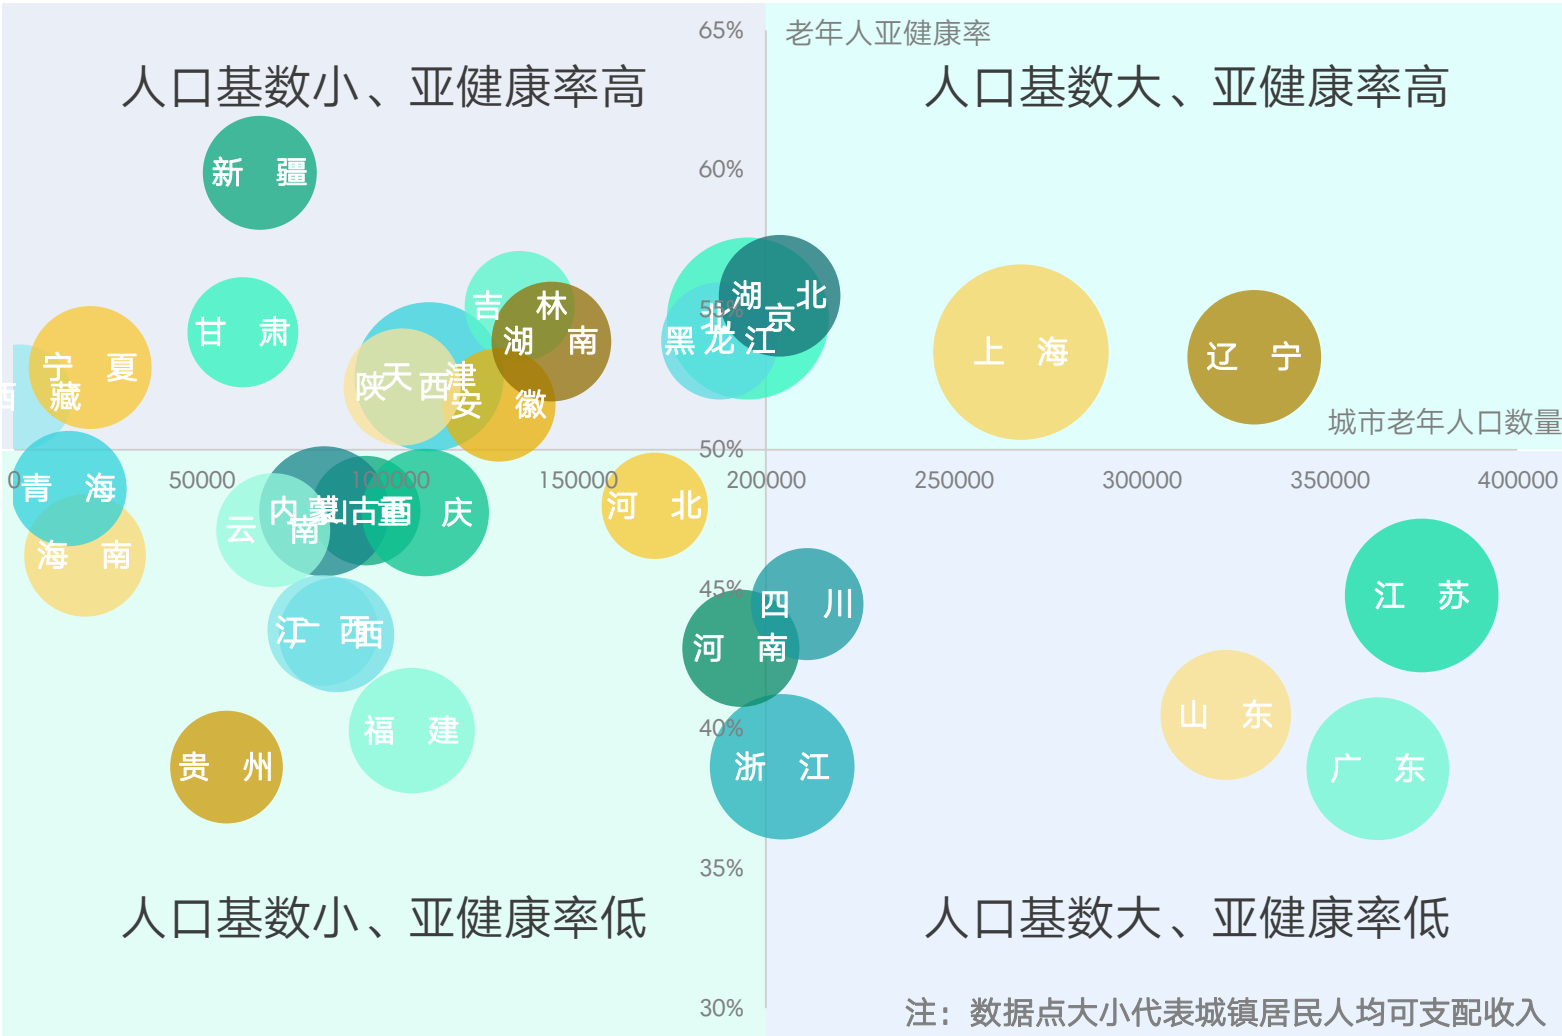 65%
老年人亚健康率
人口基数小、亚健康率高
人口基数大、亚健康率高
新 疆
60%
吉 林
湖 北
55%
北 京
甘 肃
湖 南
黑龙江
上 海
辽 宁
宁 夏
天 津
陕 西
西 藏
安 徽
城市老年人口数量
50%
0
50000
100000
150000
200000
250000
300000
350000
400000
青 海
河 北
内蒙古
山 西
重 庆
云 南
海 南
45%
四 川
江 苏
江 西
广 西
河 南
山 东
福 建
40%
贵 州
浙 江
广 东
35%
人口基数小、亚健康率低
人口基数大、亚健康率低
30%
注：数据点大小代表城镇居民人均可支配收入